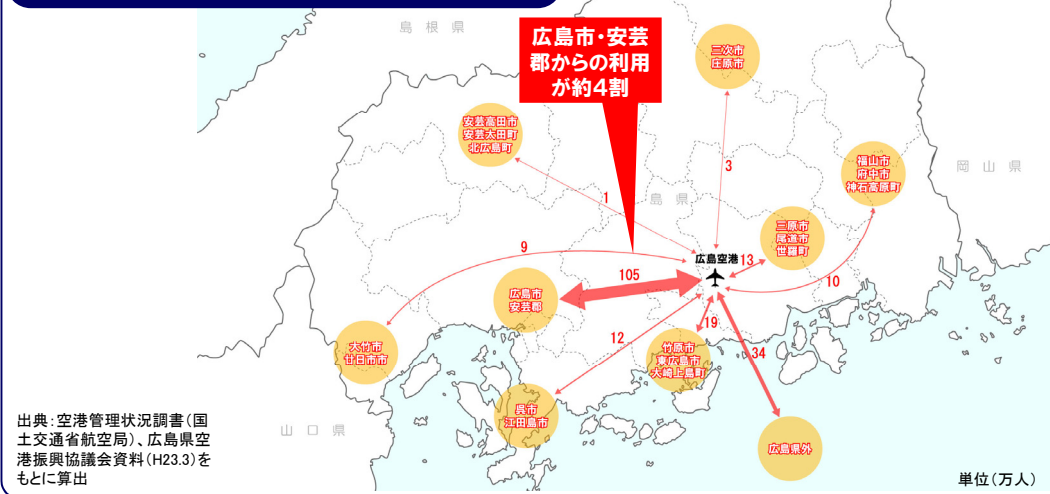 島根県
広島市・安芸
郡からの利用
が約4割
三次市
庄原市
安芸高田市
安芸太田町
北広島町
福山市
府中市
神石高原町
岡山県
3
1
島県
三原市
尾道市
世羅町
9
広島空港
13
105
10
広島市
安芸郡
12
19
34
大竹市
廿日市市
竹原市
東広島市
大崎上島町
呉市
江田島市
広島県外
山口県
出典:空港管理状況調書(国
土交通省航空局)、広島県空
港振興協議会資料(H23.3)を
もとに算出
単位(万人)